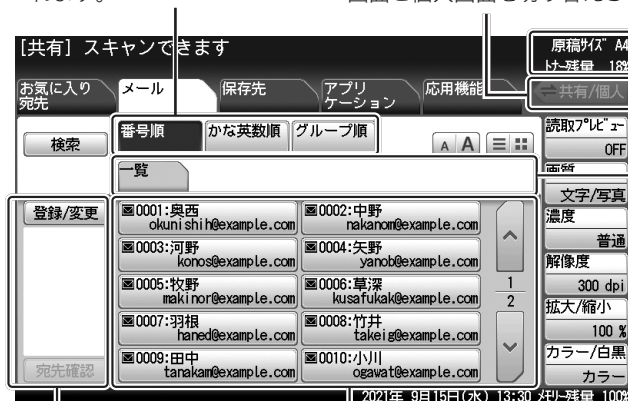 [共有] スキャンできます
原稿ｻｲｽﾞ A4
ﾄﾅｰ残量 18%
お気に入り
宛先
メール
保存先
アプリ
ケーション
応用機能
共有/個人
検索
番号順
かな英数順
グループ順
A A
読取ﾌﾟﾚﾋﾞｭｰ
OFF
一覧
画質
文字/写真
登録/変更
0001:奥西
okunishih@example.com
0002:中野
nakanom@example.com
濃度
普通
0003:河野
konos@example.com
0004:矢野
yanob@example.com
解像度
300 dpi
0005:牧野
makinor@example.com
0006:草深
kusafukak@example.com
1
2
拡大/縮小
100 %
0007:羽根
haned@example.com
0008:竹井
takeig@example.com
カラー/白黒
カラー
0009:田中
tanakam@example.com
0010:小川
ogawat@example.com
宛先確認
2021年 9月15日(水) 13:30 ﾒﾓﾘｰ残量 100%